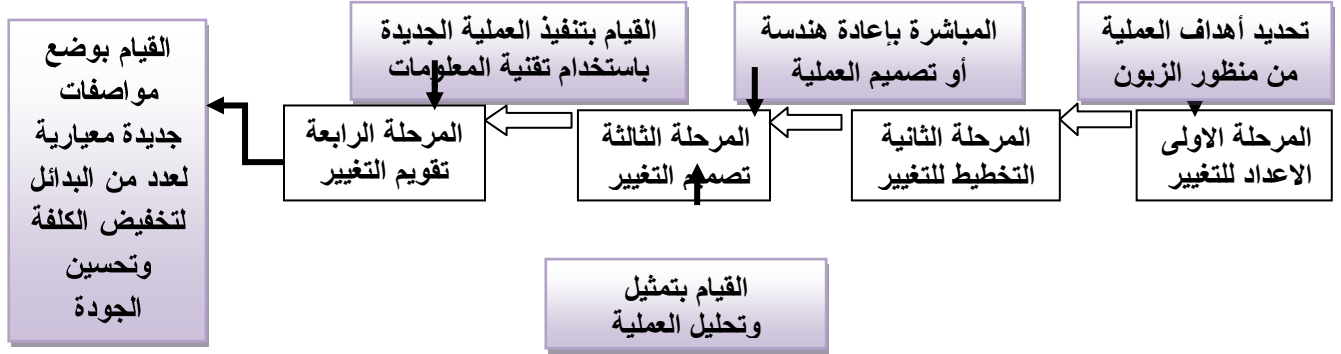 تحديد أهداف العملية
من منظور الزبون
المباشرة بإعادة هندسة
أو تصميم العملية
القيام بتنفيذ العملية الجديدة
باستخدام تقنية المعلومات
المرحلة الاولى
الاعداد للتغيير
المرحلة الثانية
التخطيط للتغيير
المرحلة الثالثة
تصميم التغيير
المرحلة الرابعة
تقويم التغيير
القيام بوضع
مواصفات
جديدة معيارية
لعدد من البدائل
لتخفيض الكلفة
وتحسين
الجودة
القيام بتمثيل
وتحليل العملية